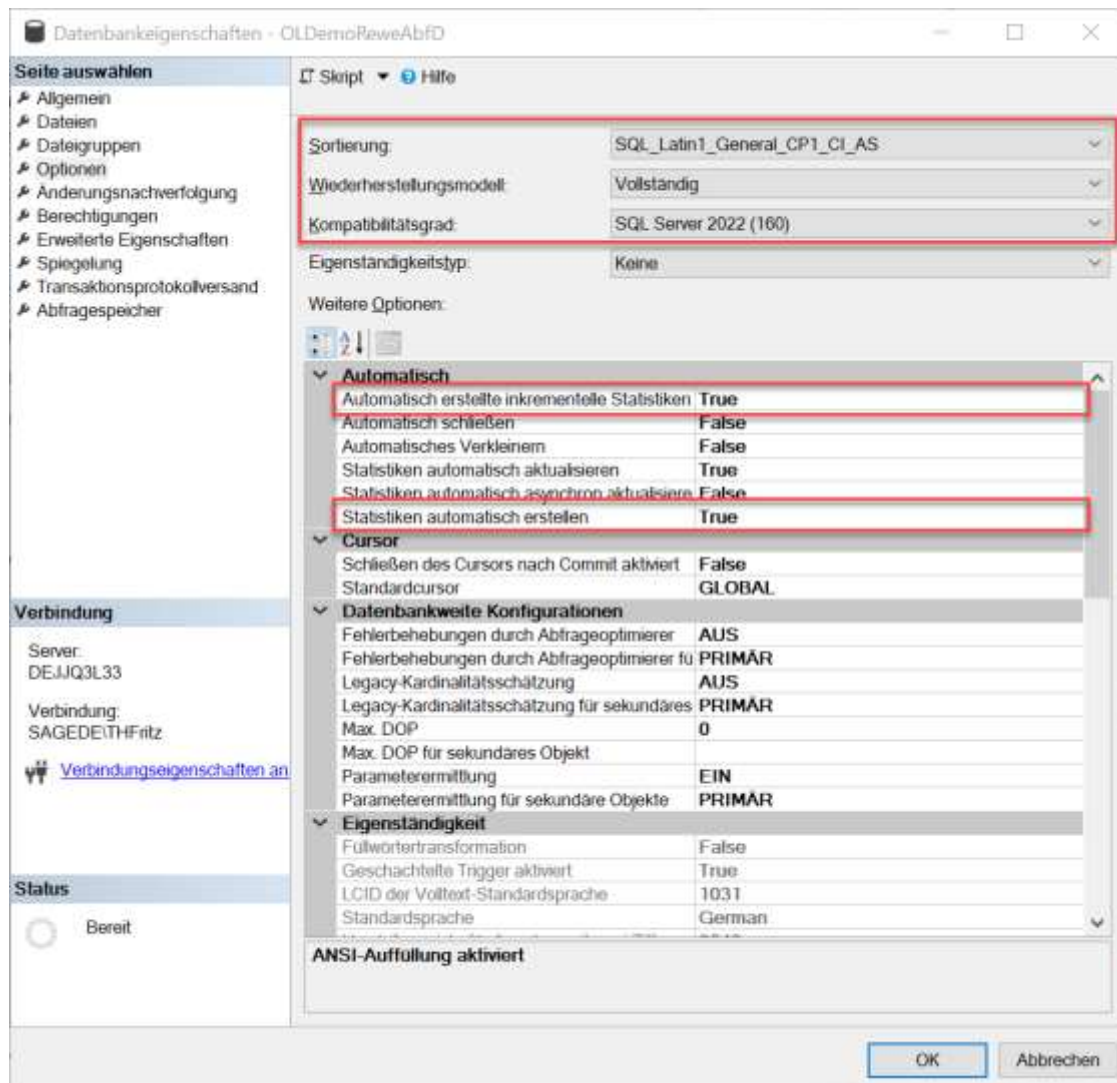 Datenbankeigenschaften - OLDemoReweAbfD
Seite auswählen
Allgemein
Dateien
Dateigruppen
Optionen
Änderungsnachverfolgung
Berechtigungen
Erweiterte Eigenschaften
Spiegelung
Transaktionsprotokollversand
Abfragespeicher
Skript Hilfe
Sortierung: SQL_Latin1_General_CP1_CI_AS
Wiederherstellungsmodell: Vollständig
Kompatibilitätsgrad: SQL Server 2022 (160)
Eigenständigkeitstyp: Keine
Weitere Optionen:
Automatisch
Automatisch erstellte inkrementelle Statistiken True
Automatisch schließen False
Automatisches Verkleinern False
Statistiken automatisch aktualisieren True
Statistiken automatisch asynchron aktualisiere False
Statistiken automatisch erstellen True
Cursor
Schließen des Cursors nach Commit aktiviert False
Standardcursor GLOBAL
Datenbankweite Konfigurationen
Fehlerbehebungen durch Abfrageoptimierer AUS
Fehlerbehebungen durch Abfrageoptimierer fü PRIMÄR
Legacy-Kardinalitätsschätzung AUS
Legacy-Kardinalitätsschätzung für sekundäres PRIMÄR
Max. DOP 0
Max. DOP für sekundäres Objekt
Parameterermittlung EIN
Parameterermittlung für sekundäre Objekte PRIMÄR
Eigenständigkeit
Füllwörtertransformation False
Geschachtelte Trigger aktiviert True
LCID der Volltext-Standardsprache 1031
Standardsprache German
ANSI-Auffüllung aktiviert
Verbindung
Server:
DEJJQ3L33
Verbindung:
SAGEDE\THFritz
Verbindungseigenschaften an
Status
Bereit
OK Abbrechen